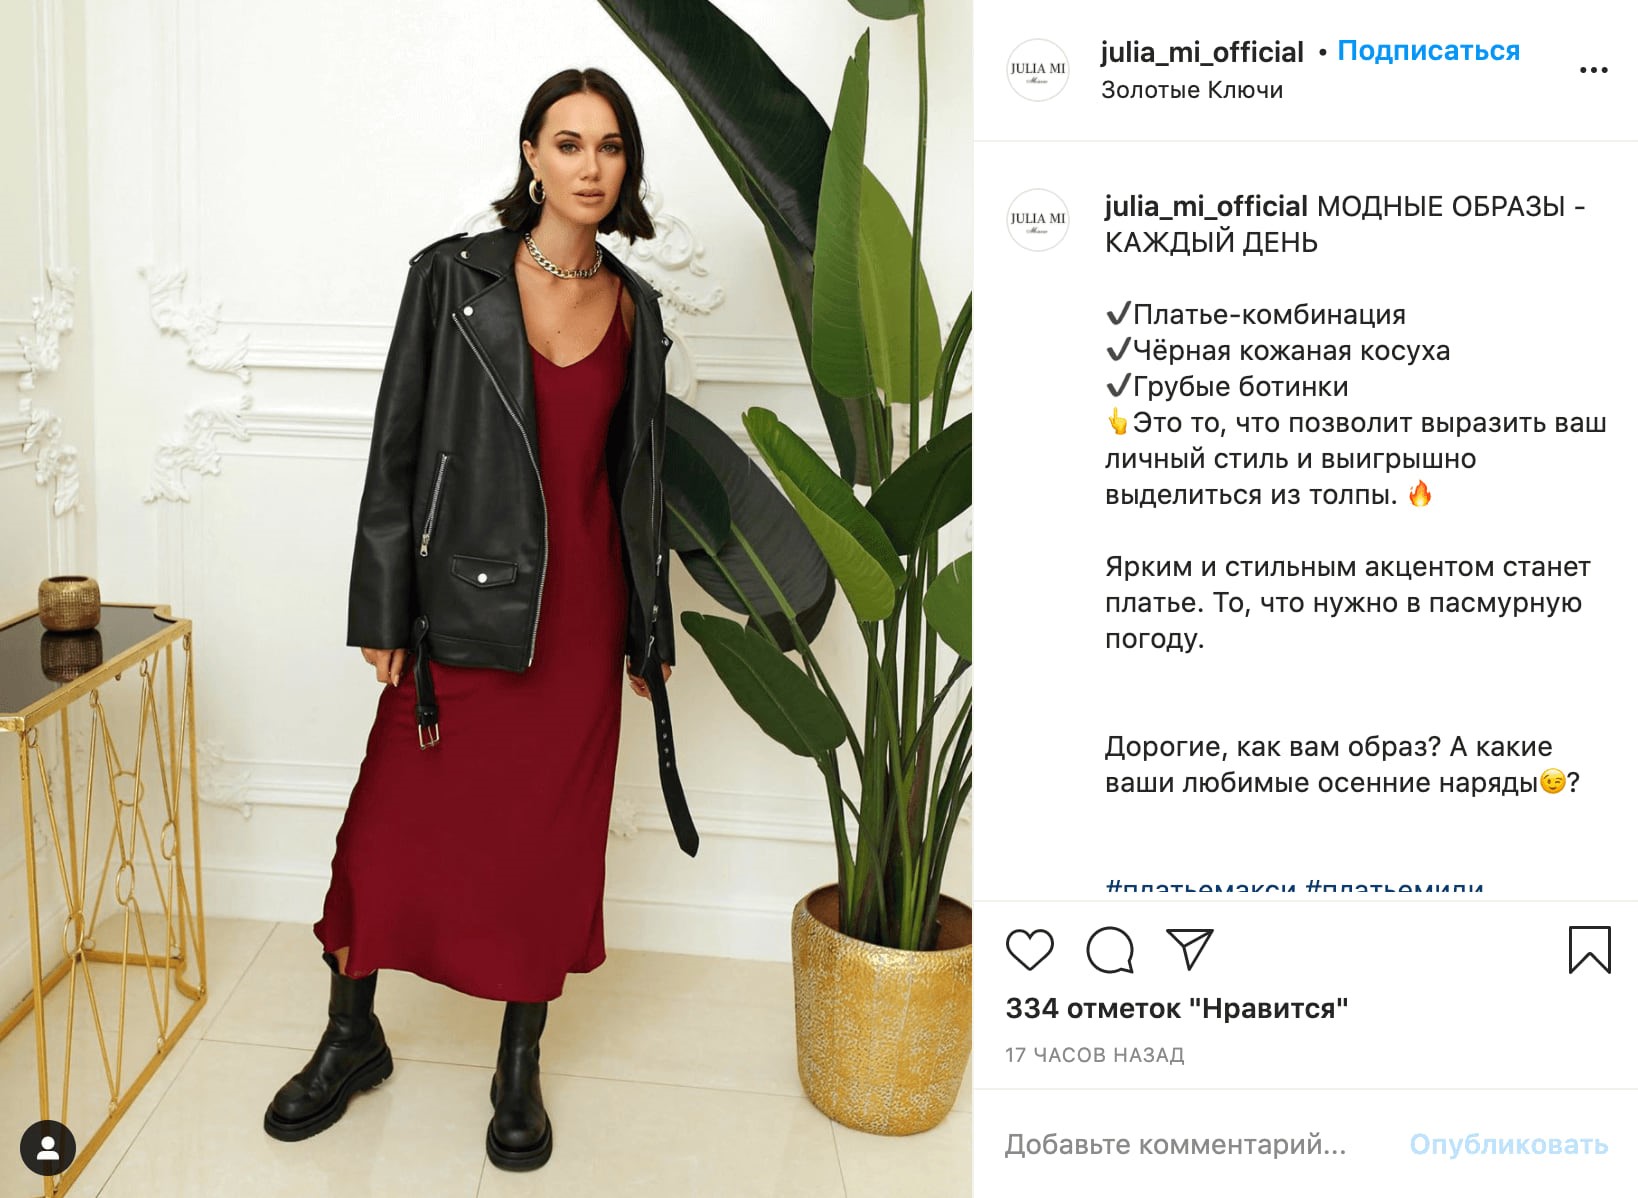 JULIA MI
julia_mi_official • Подписаться
Золотые Ключи
JULIA MI
julia_mi_official МОДНЫЕ ОБРАЗЫ -
КАЖДЫЙ ДЕНЬ
✔Платье-комбинация
✔Чёрная кожаная косуха
✔Грубые ботинки
👆Это то, что позволит выразить ваш
личный стиль и выигрышно
выделиться из толпы. 🔥
Ярким и стильным акцентом станет
платье. То, что нужно в пасмурную
погоду.
Дорогие, как вам образ? А какие
ваши любимые осенние наряды😉?
#платьемакси #платьемиди
334 отметок "Нравится"
17 ЧАСОВ НАЗАД
Добавьте комментарий... Опубликовать